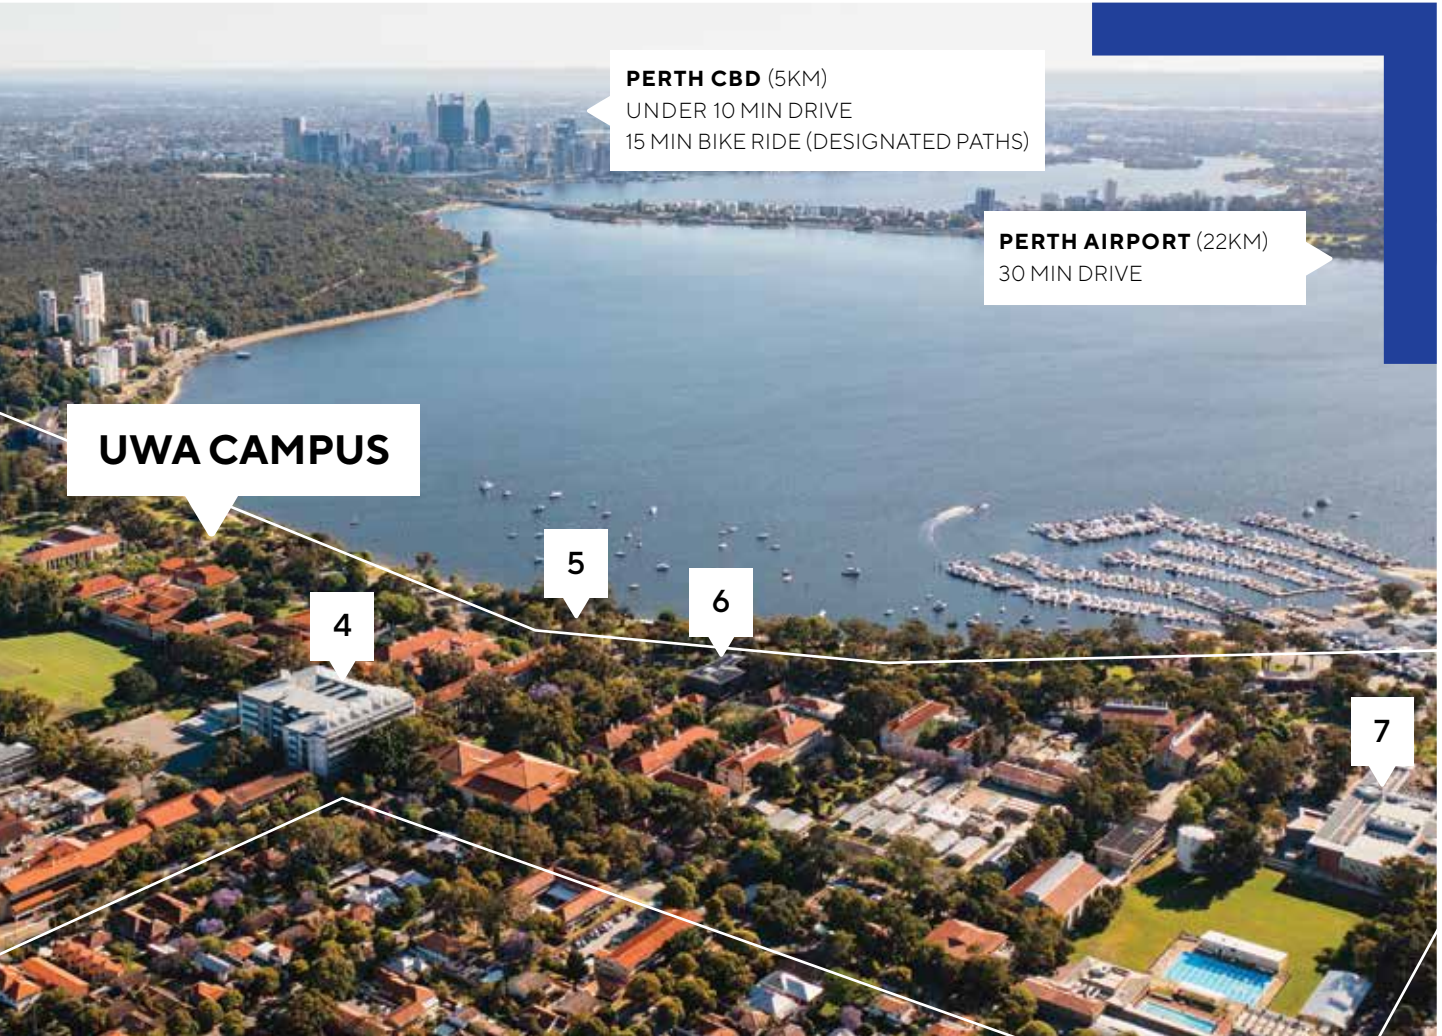 PERTH CBD (5KM)
UNDER 10 MIN DRIVE
15 MIN BIKE RIDE (DESIGNATED PATHS)
PERTH AIRPORT (22KM)
30 MIN DRIVE
UWA CAMPUS
5
6
4
7